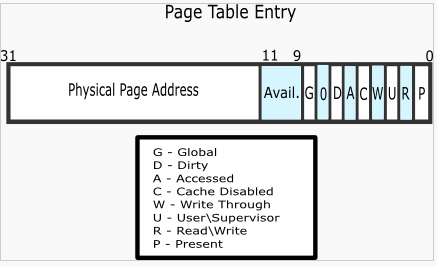 Page Table Entry
31 11 9 0
Physical Page Address Avail. G 0 D A C W U R P
G - Global
D - Dirty
A - Accessed
C - Cache Disabled
W - Write Through
U - User\Supervisor
R - Read\Write
P - Present